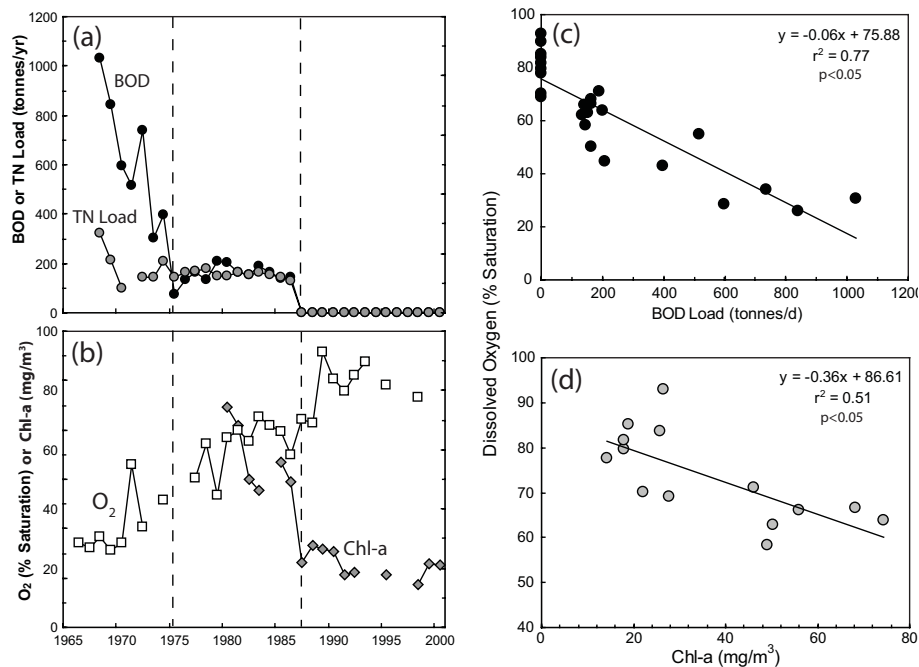 (a)
BOD or TN Load (tonnes/yr)
1200
1000
800
600
400
200
0
BOD
TN Load
(b)
O2 (% Saturation) or Chl-a (mg/m³)
100
80
60
40
20
0
O2
Chl-a
1965 1970 1975 1980 1985 1990 1995 2000
Dissolved Oxygen (% Saturation)
(c)
y = -0.06x + 75.88
r² = 0.77
p<0.05
100
80
60
40
20
0
0 200 400 600 800 1000 1200
BOD Load (tonnes/d)
(d)
y = -0.36x + 86.61
r² = 0.51
p<0.05
100
90
80
70
60
50
40
0 20 40 60 80
Chl-a (mg/m³)